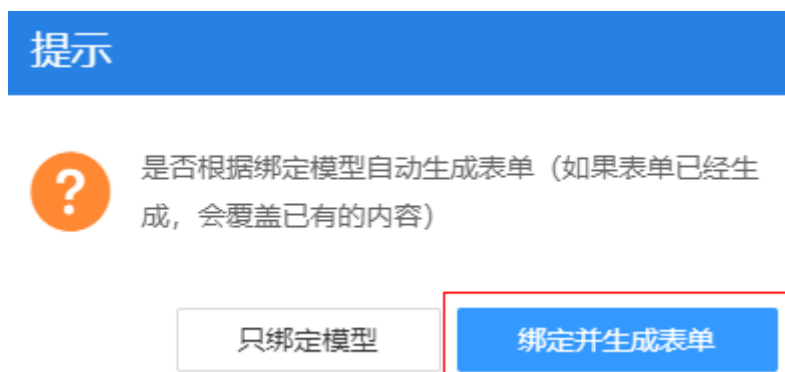 提示
是否根据绑定模型自动生成表单（如果表单已经生
成，会覆盖已有的内容）
只绑定模型
绑定并生成表单